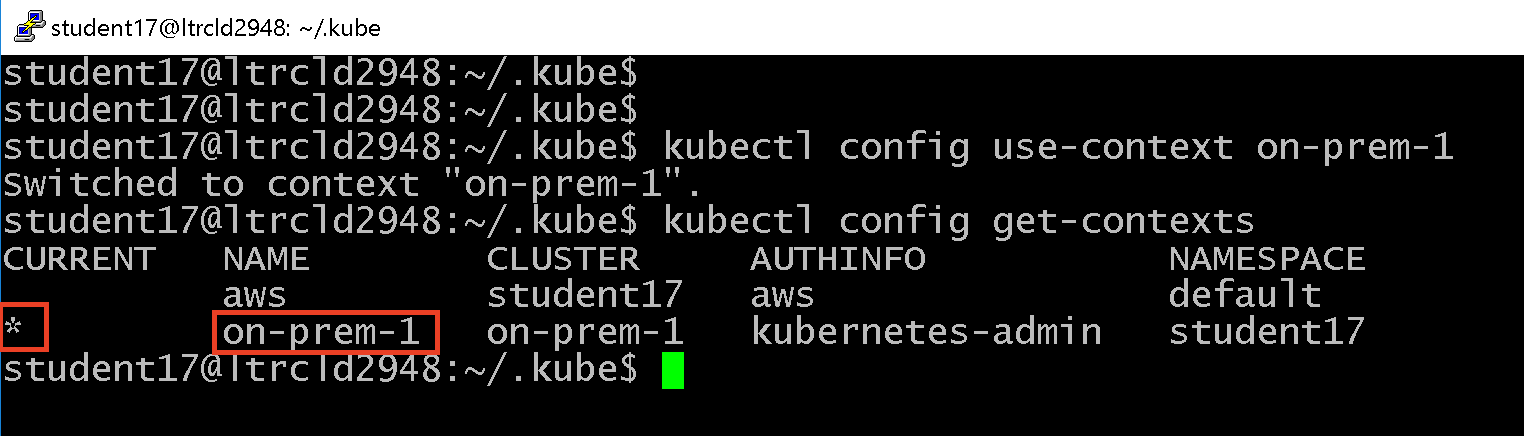 student17@ltrcld2948: ~/.kube
student17@ltrcld2948:~/.kube$
student17@ltrcld2948:~/.kube$
student17@ltrcld2948:~/.kube$ kubectl config use-context on-prem-1
Switched to context "on-prem-1".
student17@ltrcld2948:~/.kube$ kubectl config get-contexts
CURRENT   NAME        CLUSTER     AUTHINFO           NAMESPACE
          aws         student17   aws                default
*         on-prem-1   on-prem-1   kubernetes-admin   student17
student17@ltrcld2948:~/.kube$